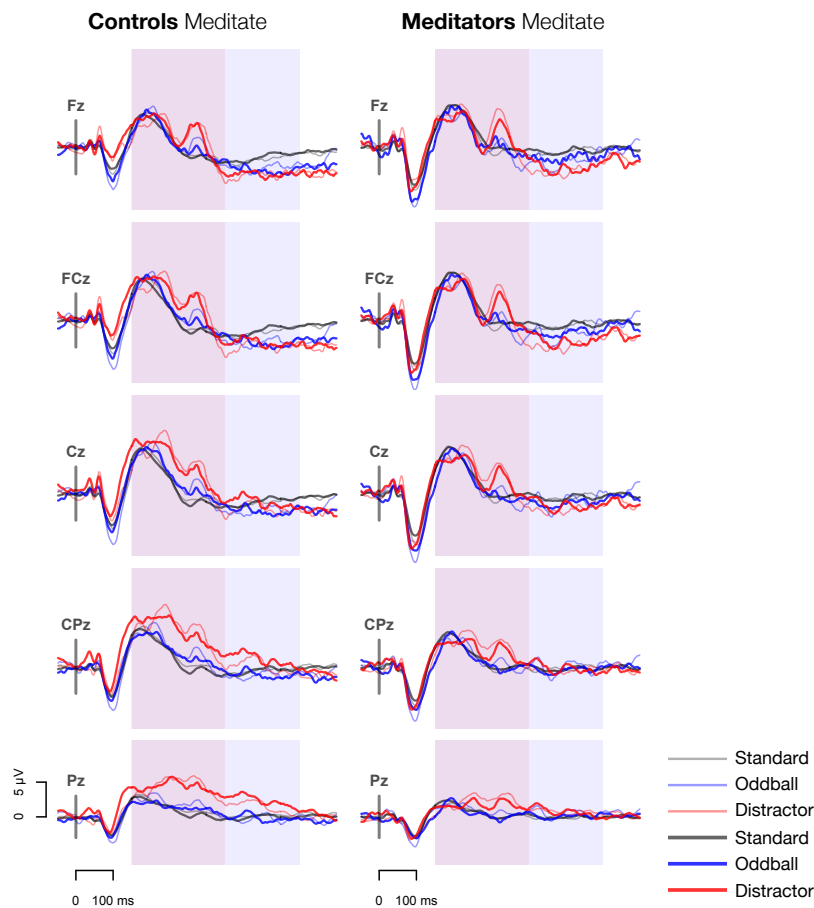 Controls Meditate Meditators Meditate
Fz Fz
FCz FCz
Cz Cz
CPz CPz
Pz Pz
5 µV
0
0 100 ms 0 100 ms
Standard
Oddball
Distractor
Standard
Oddball
Distractor